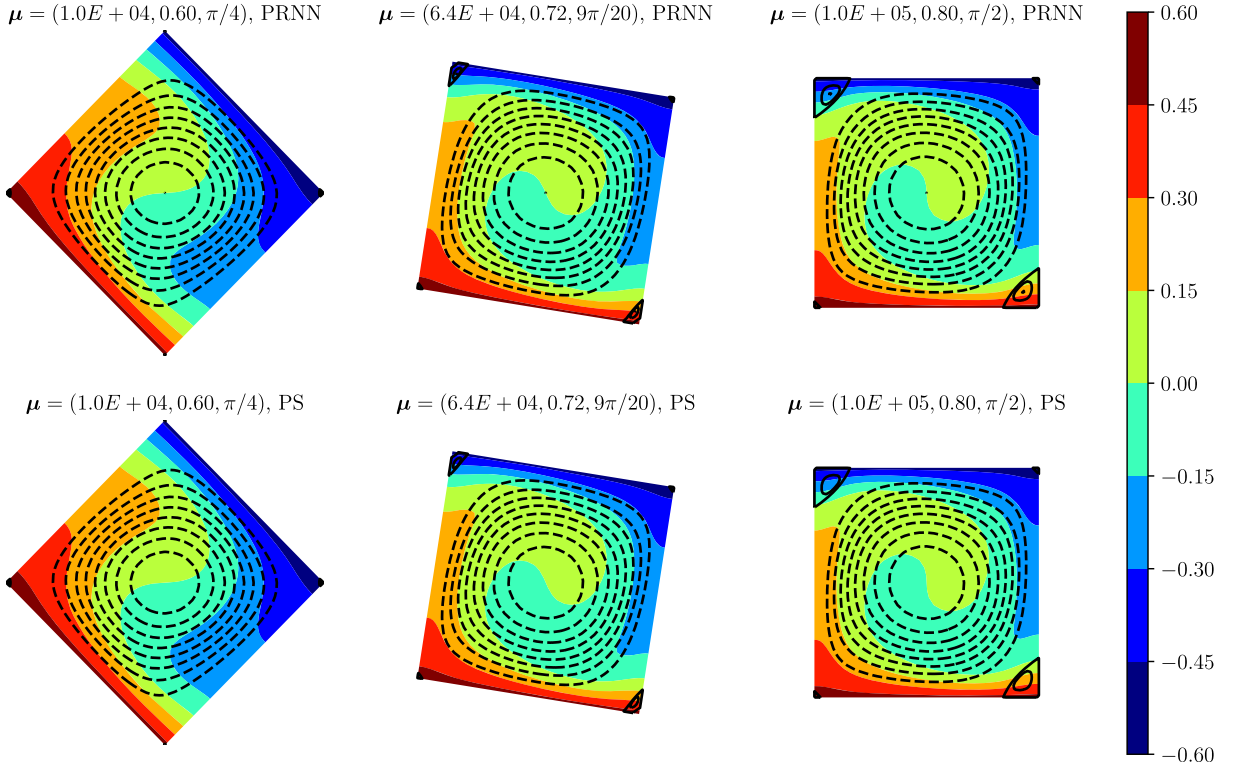 μ = (1.0E + 04, 0.60, π/4), PRNN
μ = (6.4E + 04, 0.72, 9π/20), PRNN
μ = (1.0E + 05, 0.80, π/2), PRNN
μ = (1.0E + 04, 0.60, π/4), PS
μ = (6.4E + 04, 0.72, 9π/20), PS
μ = (1.0E + 05, 0.80, π/2), PS
0.60
0.45
0.30
0.15
0.00
−0.15
−0.30
−0.45
−0.60